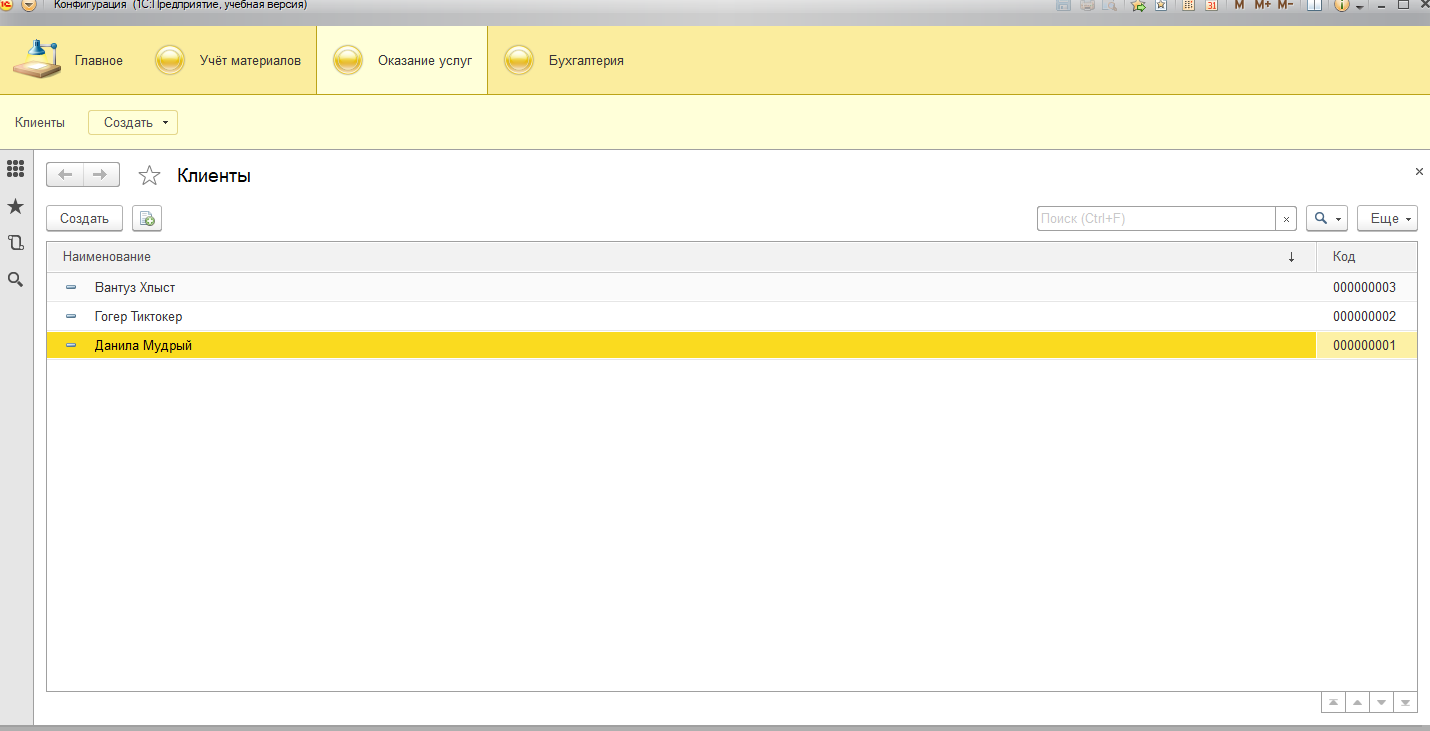 Конфигурация (1С:Предприятие, учебная версия)
31 M M+ M-
Главное Учёт материалов Оказание услуг Бухгалтерия
Клиенты Создать
Клиенты
Создать Поиск (Ctrl+F) Еще
Наименование Код
Вантуз Хлыст 000000003
Гогер Тиктокер 000000002
Данила Мудрый 000000001